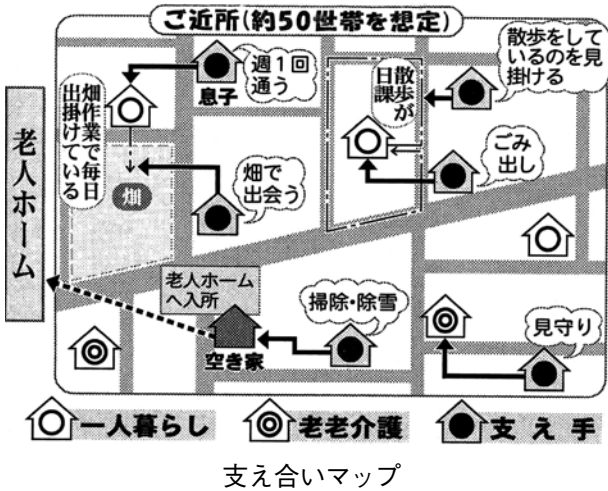 ご近所(約50世帯を想定)
散歩をして
いるのを見
掛ける
週1回
通う
息子
散歩が
日課
畑作業で毎日
出掛けている
老人ホーム
畑
畑で
出会う
ごみ
出し
老人ホーム
へ入所
掃除・除雪
空き家
見守り
一人暮らし
老老介護
支え手
支え合いマップ